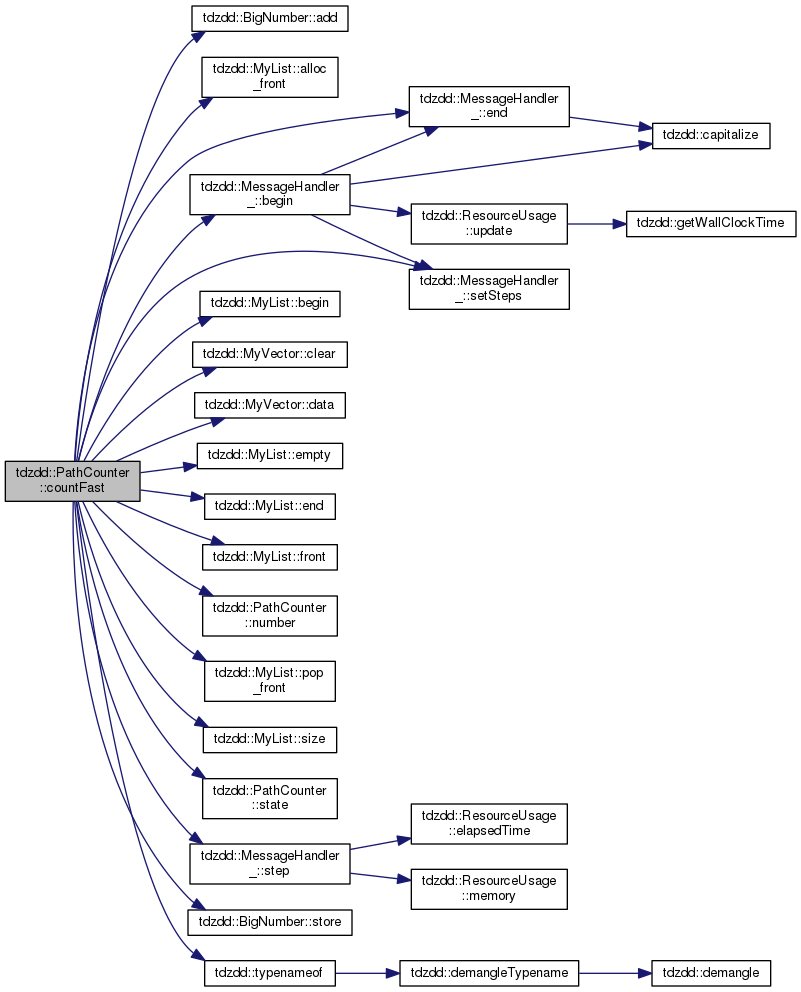 tdzdd::BigNumber::add
tdzdd::MyList::alloc
_front
tdzdd::MessageHandler
_::end
tdzdd::capitalize
tdzdd::MessageHandler
_::begin
tdzdd::ResourceUsage
::update
tdzdd::getWallClockTime
tdzdd::MessageHandler
_::setSteps
tdzdd::MyList::begin
tdzdd::MyVector::clear
tdzdd::MyVector::data
tdzdd::MyList::empty
tdzdd::PathCounter
::countFast
tdzdd::MyList::end
tdzdd::MyList::front
tdzdd::PathCounter
::number
tdzdd::MyList::pop
_front
tdzdd::MyList::size
tdzdd::PathCounter
::state
tdzdd::ResourceUsage
::elapsedTime
tdzdd::MessageHandler
_::step
tdzdd::ResourceUsage
::memory
tdzdd::BigNumber::store
tdzdd::typenameof
tdzdd::demangleTypename
tdzdd::demangle